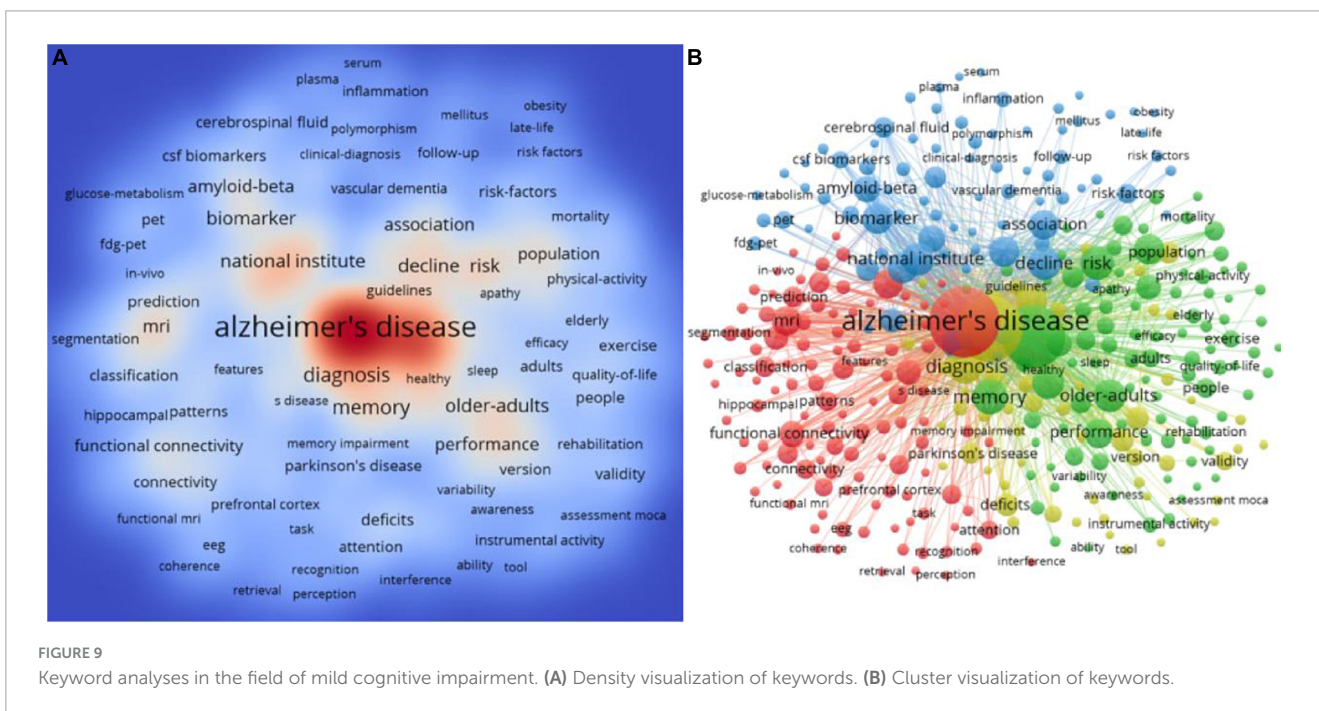 A
serum
plasma
inflammation
mellitus
obesity
cerebrospinal fluid
polymorphism
late-life
csf biomarkers
clinical-diagnosis
follow-up
risk factors
glucose-metabolism
amyloid-beta
vascular dementia
risk-factors
pet
biomarker
association
mortality
fdg-pet
national institute
decline
risk
population
in-vivo
physical-activity
prediction
guidelines
apathy
mri
alzheimer's disease
elderly
segmentation
efficacy
exercise
classification
features
diagnosis
healthy
sleep
adults
quality-of-life
s disease
people
hippocampal
patterns
memory
older-adults
functional connectivity
memory impairment
performance
rehabilitation
parkinson's disease
version
validity
connectivity
variability
prefrontal cortex
functional mri
deficits
awareness
assessment moca
task
eeg
attention
instrumental activity
coherence
recognition
interference
ability
tool
retrieval
perception
B
serum
plasma
inflammation
mellitus
obesity
cerebrospinal fluid
polymorphism
late-life
csf biomarkers
clinical-diagnosis
follow-up
risk factors
glucose-metabolism
amyloid-beta
vascular dementia
risk-factors
pet
biomarker
association
mortality
fdg-pet
national institute
decline
risk
population
in-vivo
physical-activity
prediction
guidelines
apathy
mri
alzheimer's disease
elderly
segmentation
efficacy
exercise
classification
features
diagnosis
healthy
sleep
adults
quality-of-life
s disease
people
hippocampal
patterns
memory
older-adults
functional connectivity
memory impairment
performance
rehabilitation
parkinson's disease
version
validity
connectivity
variability
prefrontal cortex
functional mri
deficits
awareness
assessment moca
task
eeg
attention
instrumental activity
coherence
recognition
interference
ability
tool
retrieval
perception
FIGURE 9
Keyword analyses in the field of mild cognitive impairment. (A) Density visualization of keywords. (B) Cluster visualization of keywords.